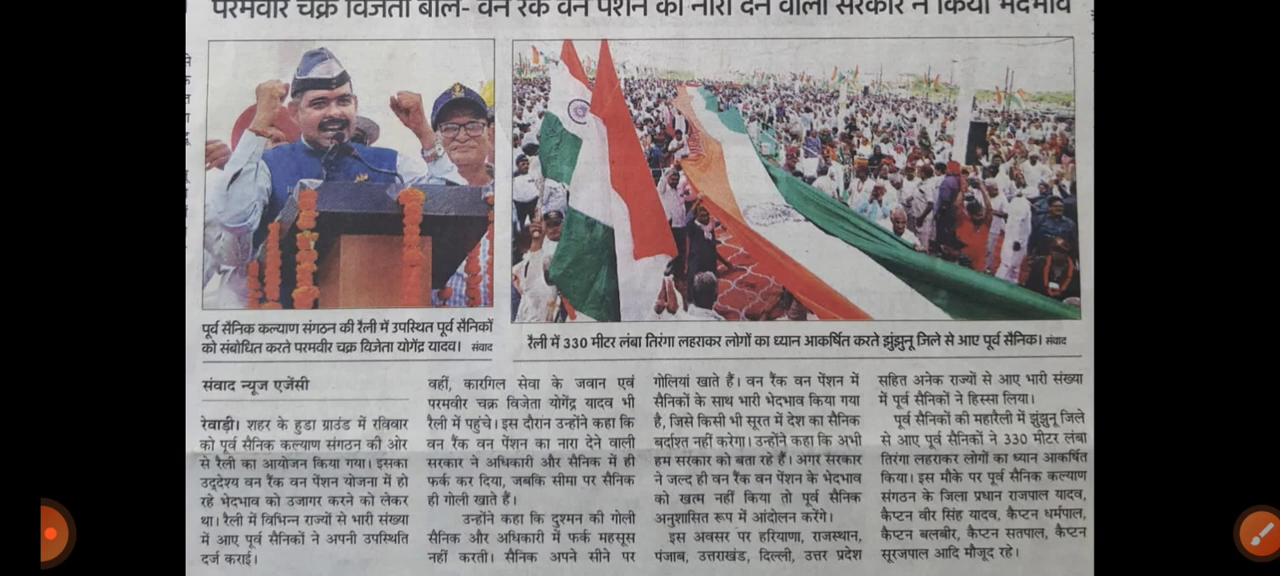 परमवीर चक्र विजेता बोले- वन रैंक वन पेंशन का नारा देने वाली सरकार ने किया भेदभाव
पूर्व सैनिक कल्याण संगठन की रैली में उपस्थित पूर्व सैनिकों
को संबोधित करते परमवीर चक्र विजेता योगेंद्र यादव। संवाद
रैली में 330 मीटर लंबा तिरंगा लहराकर लोगों का ध्यान आकर्षित करते झुंझुनू जिले से आए पूर्व सैनिक। संवाद
संवाद न्यूज एजेंसी
रेवाड़ी। शहर के हुडा ग्राउंड में रविवार
को पूर्व सैनिक कल्याण संगठन की ओर
से रैली का आयोजन किया गया। इसका
उद्देश्य वन रैंक वन पेंशन योजना में हो
रहे भेदभाव को उजागर करने को लेकर
था। रैली में विभिन्न राज्यों से भारी संख्या
में आए पूर्व सैनिकों ने अपनी उपस्थिति
दर्ज कराई।
वहीं, कारगिल सेवा के जवान एवं
परमवीर चक्र विजेता योगेंद्र यादव भी
रैली में पहुंचे। इस दौरान उन्होंने कहा कि
वन रैंक वन पेंशन का नारा देने वाली
सरकार ने अधिकारी और सैनिक में ही
फर्क कर दिया, जबकि सीमा पर सैनिक
ही गोली खाते हैं।
उन्होंने कहा कि दुश्मन की गोली
सैनिक और अधिकारी में फर्क महसूस
नहीं करती। सैनिक अपने सीने पर
गोलियां खाते हैं। वन रैंक वन पेंशन में
सैनिकों के साथ भारी भेदभाव किया गया
है, जिसे किसी भी सूरत में देश का सैनिक
बर्दाश्त नहीं करेगा। उन्होंने कहा कि अभी
हम सरकार को बता रहे हैं। अगर सरकार
ने जल्द ही वन रैंक वन पेंशन के भेदभाव
को खत्म नहीं किया तो पूर्व सैनिक
अनुशासित रूप में आंदोलन करेंगे।
इस अवसर पर हरियाणा, राजस्थान,
पंजाब, उत्तराखंड, दिल्ली, उत्तर प्रदेश
सहित अनेक राज्यों से आए भारी संख्या
में पूर्व सैनिकों ने हिस्सा लिया।
पूर्व सैनिकों की महारैली में झुंझुनू जिले
से आए पूर्व सैनिकों ने 330 मीटर लंबा
तिरंगा लहराकर लोगों का ध्यान आकर्षित
किया। इस मौके पर पूर्व सैनिक कल्याण
संगठन के जिला प्रधान राजपाल यादव,
कैप्टन वीर सिंह यादव, कैप्टन धर्मपाल,
कैप्टन बलबीर, कैप्टन सतपाल, कैप्टन
सूरजपाल आदि मौजूद रहे।